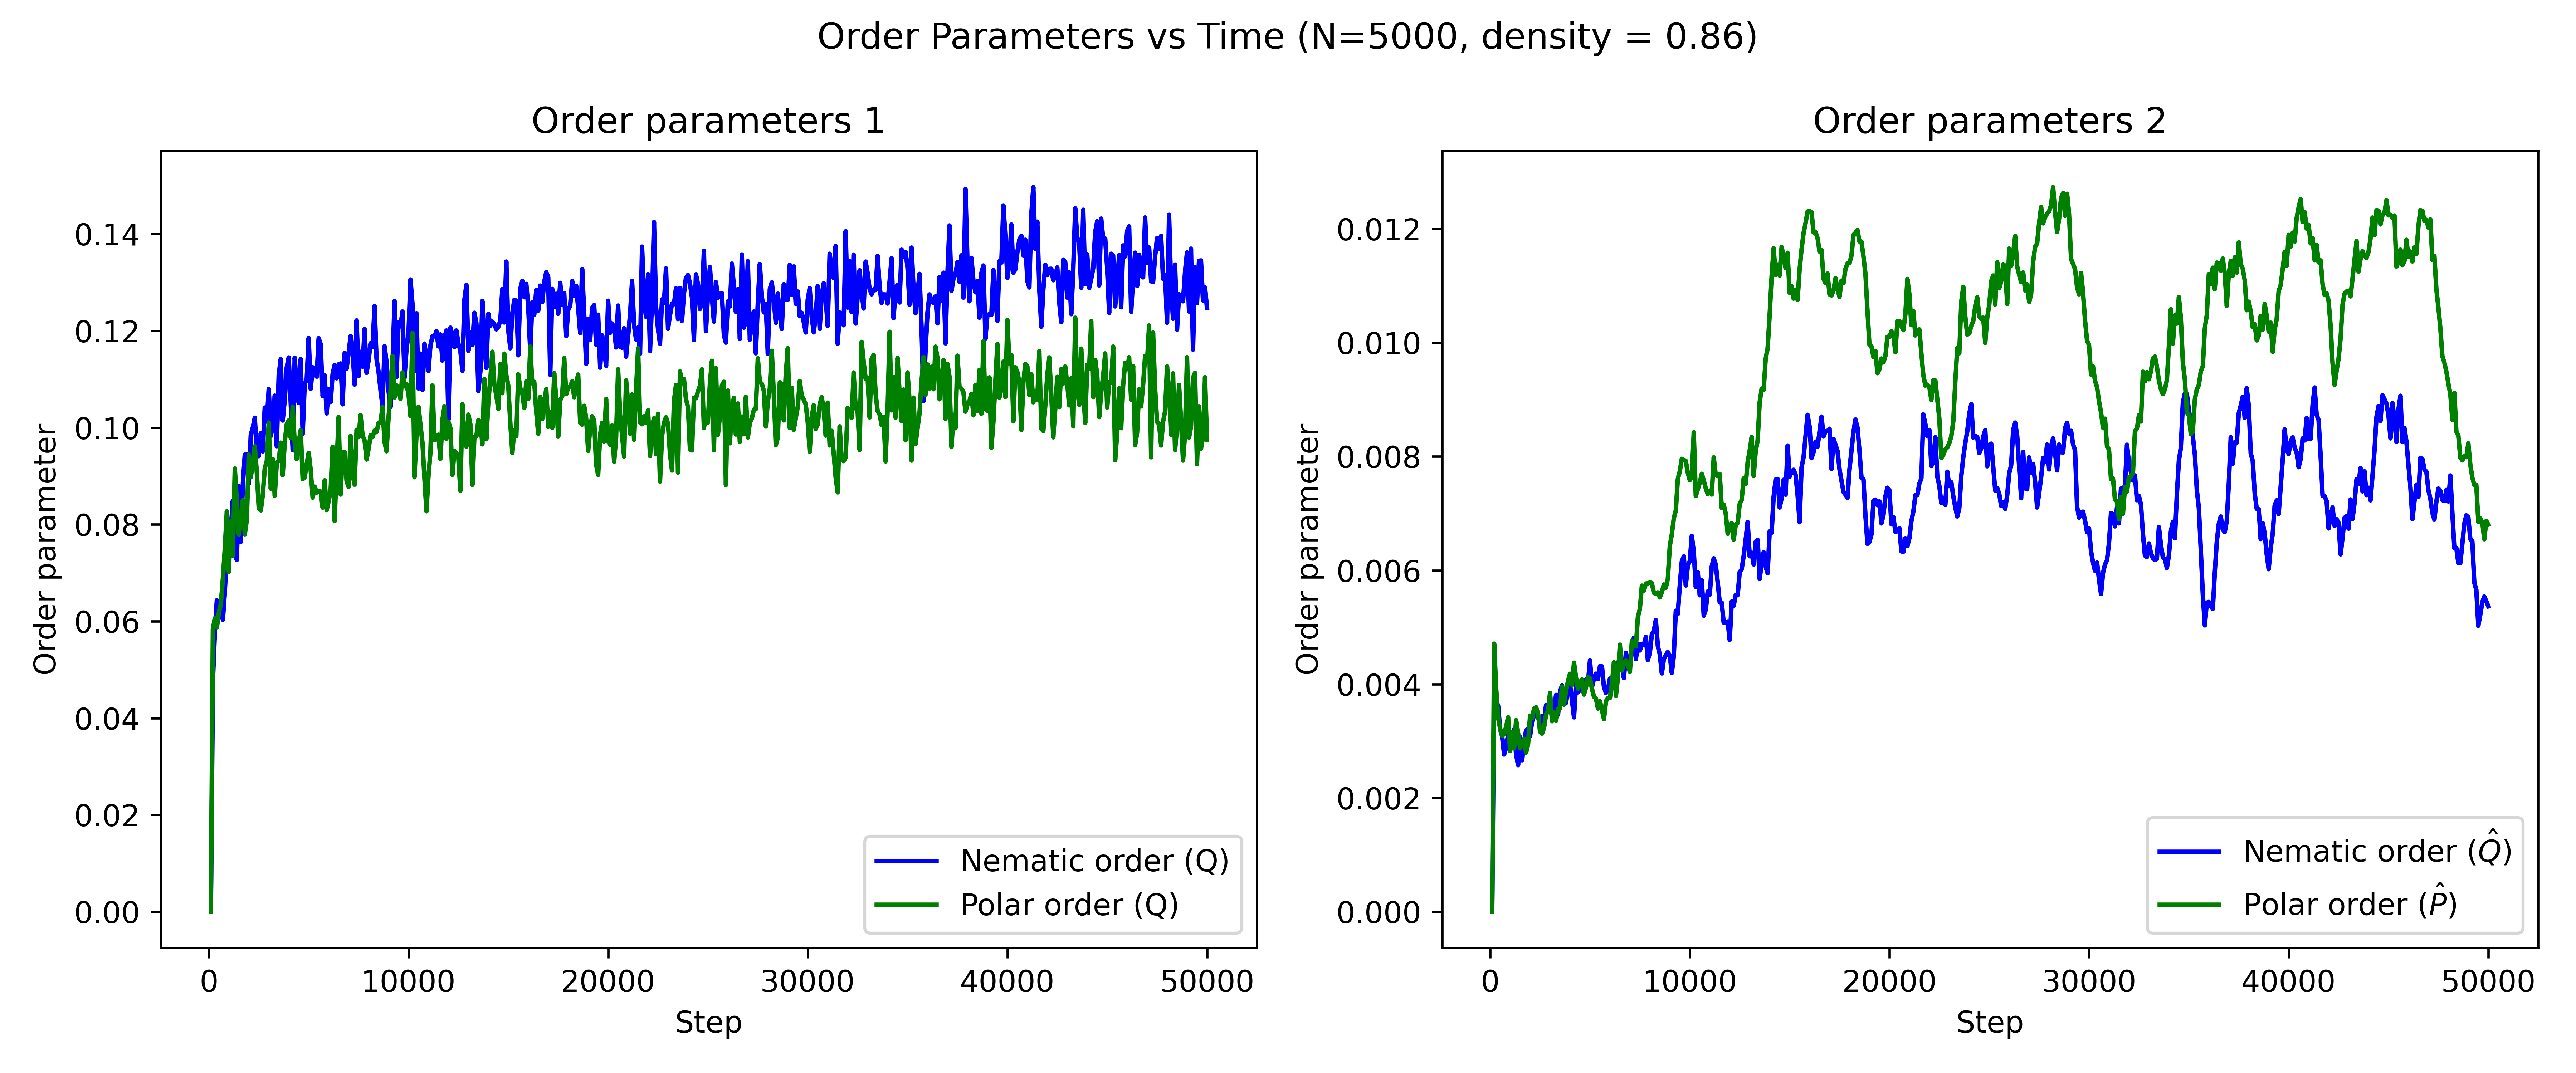 Order Parameters vs Time (N=5000, density = 0.86)
Order parameters 1
Order parameter
0.14
0.12
0.10
0.08
0.06
0.04
0.02
0.00
Nematic order (Q)
Polar order (Q)
0
10000
20000
30000
40000
50000
Step
Order parameters 2
Order parameter
0.012
0.010
0.008
0.006
0.004
0.002
0.000
Nematic order (Q̂)
Polar order (P̂)
0
10000
20000
30000
40000
50000
Step